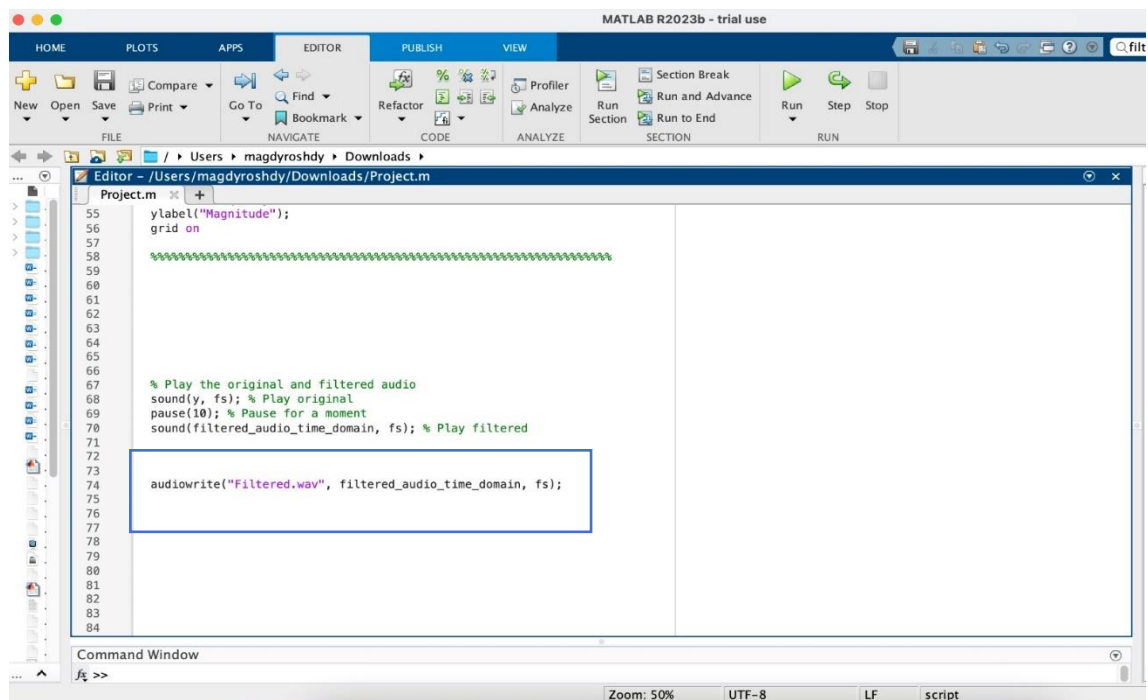 MATLAB R2023b - trial use
HOME PLOTS APPS EDITOR PUBLISH VIEW
filt
New Open Save
Compare
Print
Go To
Find
Bookmark
Refactor
Profiler
Analyze
Run Section
Section Break
Run and Advance
Run to End
Run Step Stop
FILE NAVIGATE CODE ANALYZE SECTION RUN
/ Users magdyroshdy Downloads
Editor – /Users/magdyroshdy/Downloads/Project.m
Project.m +
55 ylabel("Magnitude");
56 grid on
57
58 %%%%%%%%%%%%%%%%%%%%%%%%%%%%%%%%%%%%%%%%%%%%%%%%%%%%%%%%%%%%%%%%%%
59
60
61
62
63
64
65
66
67 % Play the original and filtered audio
68 sound(y, fs); % Play original
69 pause(10); % Pause for a moment
70 sound(filtered_audio_time_domain, fs); % Play filtered
71
72
73
74 audiowrite("Filtered.wav", filtered_audio_time_domain, fs);
75
76
77
78
79
80
81
82
83
84
Command Window
fx >>
Zoom: 50% UTF-8 LF script